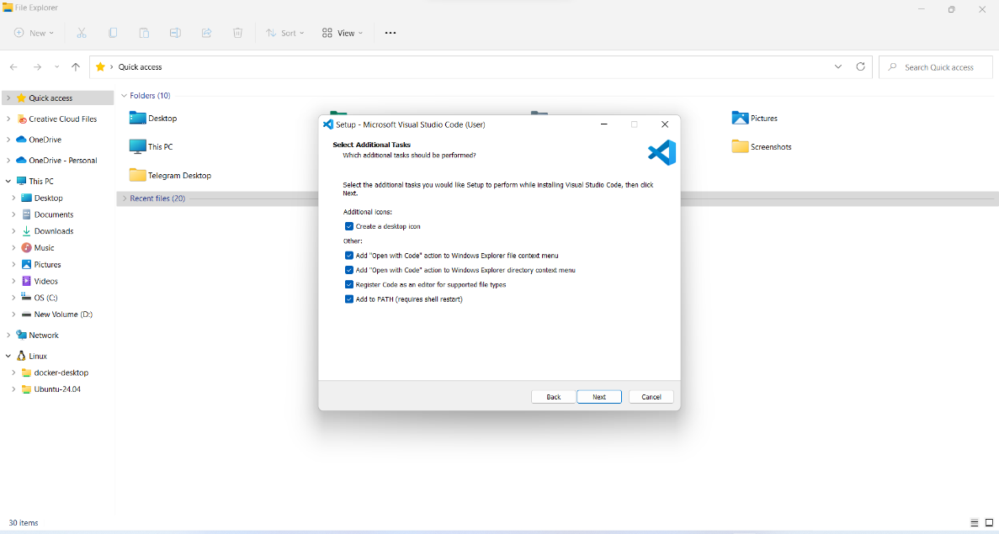 File Explorer
New
Sort
View
Quick access
Search Quick access
Quick access
Creative Cloud Files
OneDrive
OneDrive - Personal
This PC
Desktop
Documents
Downloads
Music
Pictures
Videos
OS (C:)
New Volume (D:)
Network
Linux
docker-desktop
Ubuntu-24.04
Folders (10)
Desktop
Pictures
This PC
Screenshots
Telegram Desktop
Recent files (20)
Setup - Microsoft Visual Studio Code (User)
Select Additional Tasks
Which additional tasks should be performed?
Select the additional tasks you would like Setup to perform while installing Visual Studio Code, then click
Next.
Additional icons:
Create a desktop icon
Other:
Add "Open with Code" action to Windows Explorer file context menu
Add "Open with Code" action to Windows Explorer directory context menu
Register Code as an editor for supported file types
Add to PATH (requires shell restart)
Back
Next
Cancel
30 items